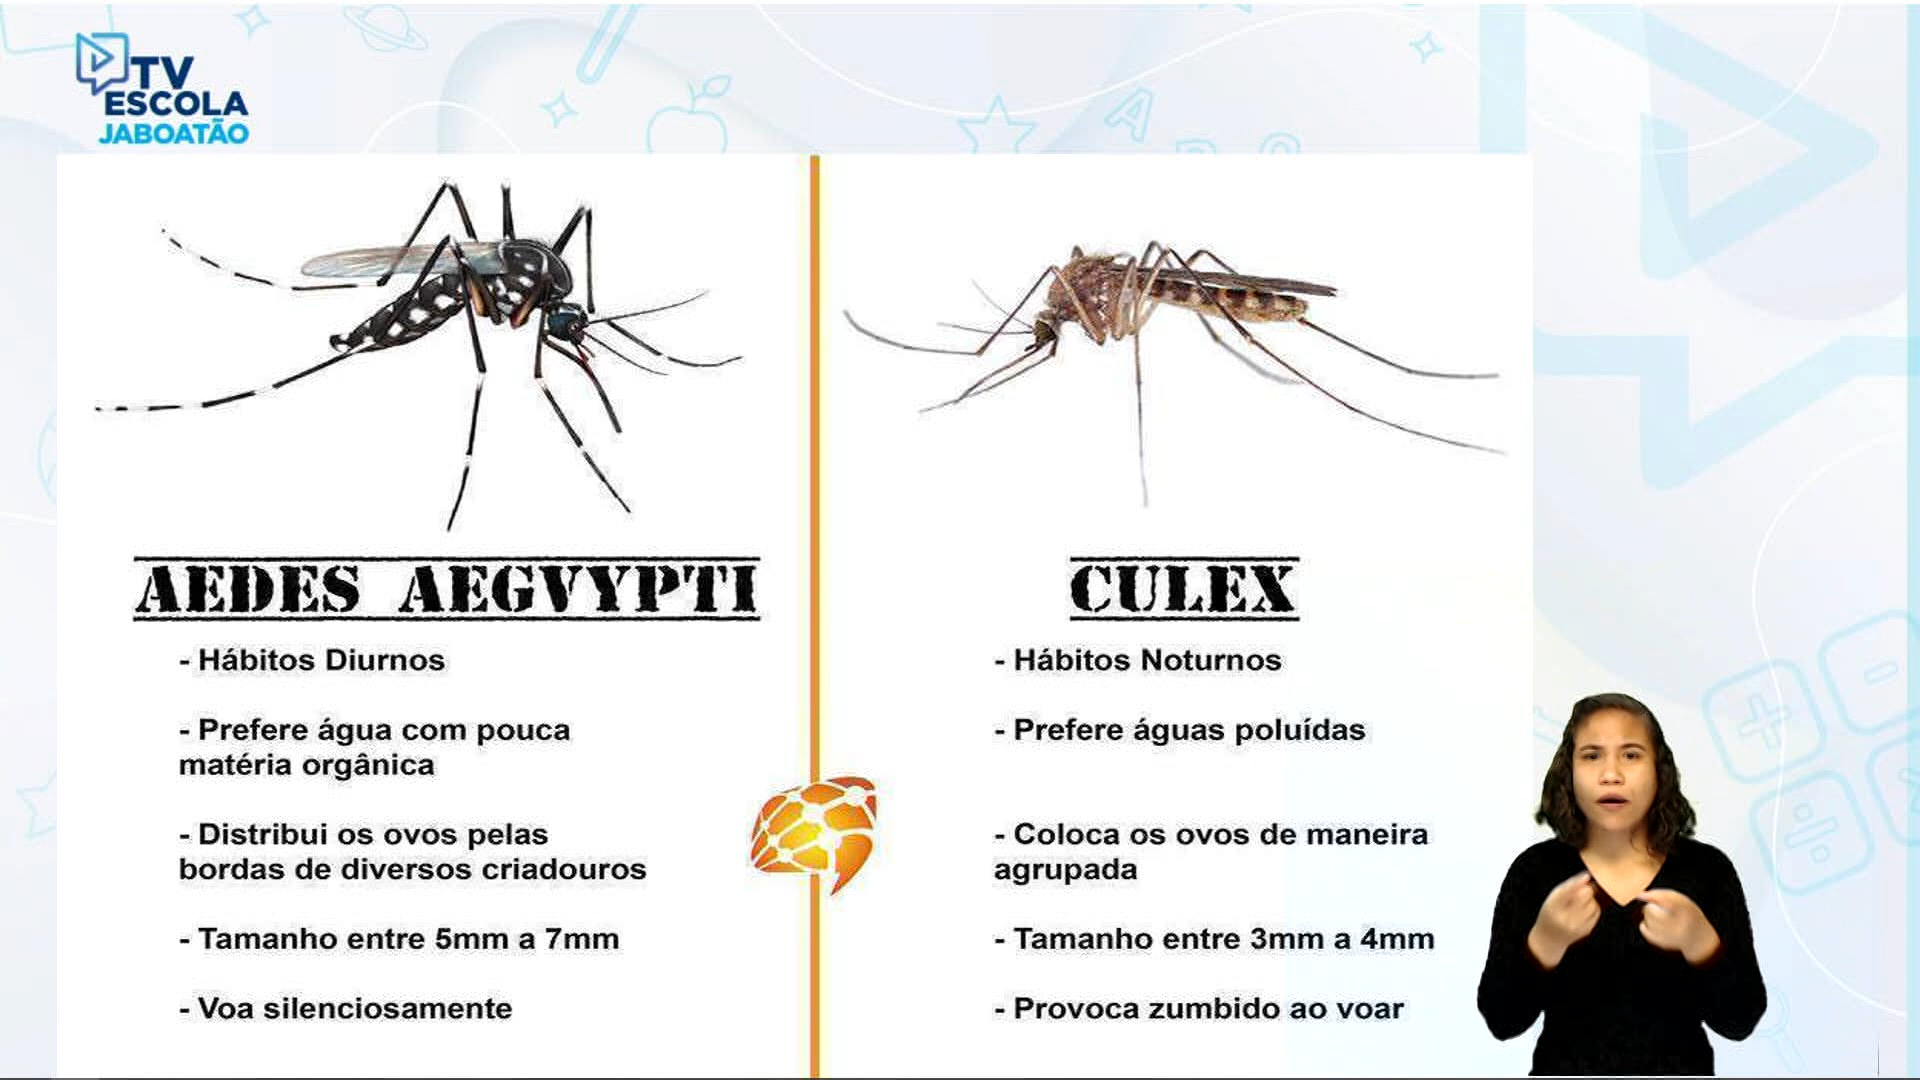 TV
ESCOLA
JABOATÃO
AEDES AEGVYPTI
- Hábitos Diurnos
- Prefere água com pouca
matéria orgânica
- Distribui os ovos pelas
bordas de diversos criadouros
- Tamanho entre 5mm a 7mm
- Voa silenciosamente
CULEX
- Hábitos Noturnos
- Prefere águas poluídas
- Coloca os ovos de maneira
agrupada
- Tamanho entre 3mm a 4mm
- Provoca zumbido ao voar